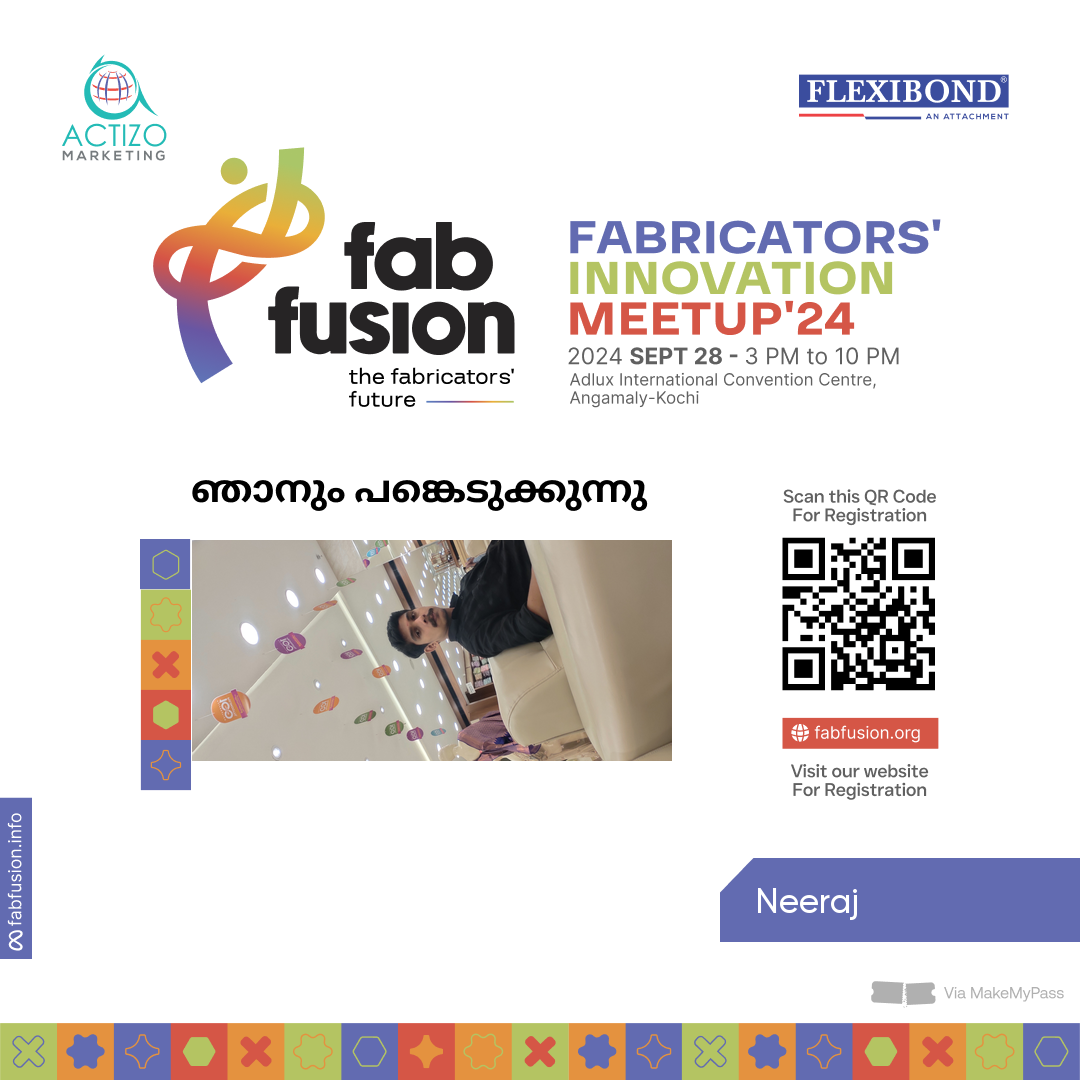 ACTIZO
MARKETING
FLEXIBOND®
AN ATTACHMENT
fab
fusion
the fabricators'
future
FABRICATORS'
INNOVATION
MEETUP'24
2024 SEPT 28 - 3 PM to 10 PM
Adlux International Convention Centre,
Angamaly-Kochi
ഞാനും പങ്കെടുക്കുന്നു
Scan this QR Code
For Registration
fabfusion.org
Visit our website
For Registration
fabfusion.info
Neeraj
Via MakeMyPass